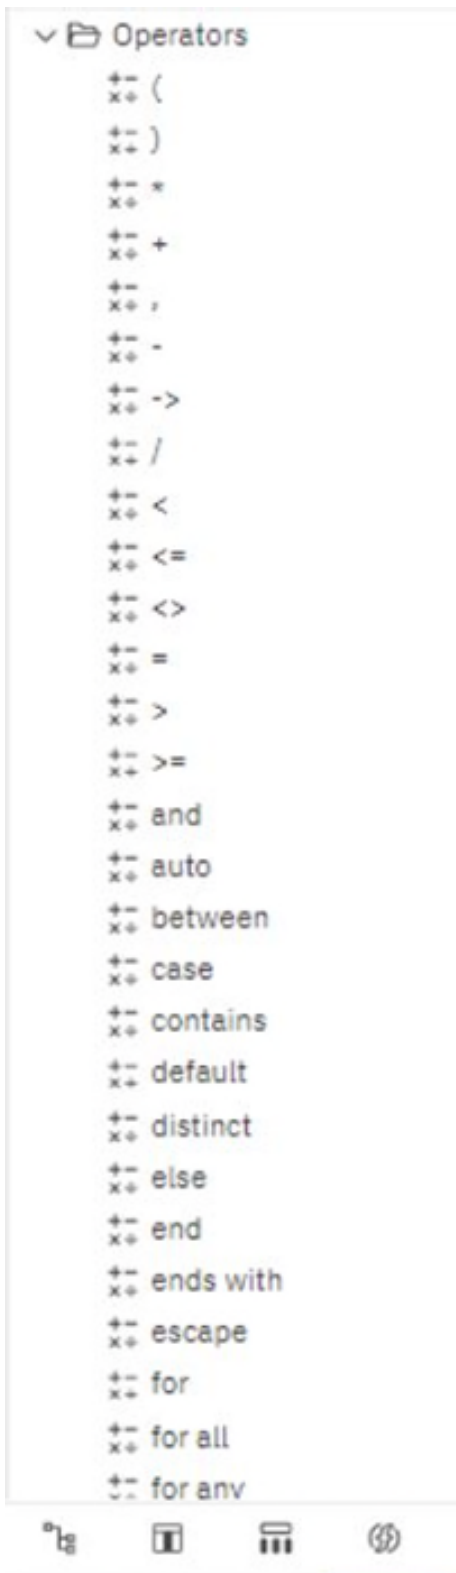 Operators
(
)
*
+
,
-
->
/
<
<=
<>
=
>
>=
and
auto
between
case
contains
default
distinct
else
end
ends with
escape
for
for all
for any